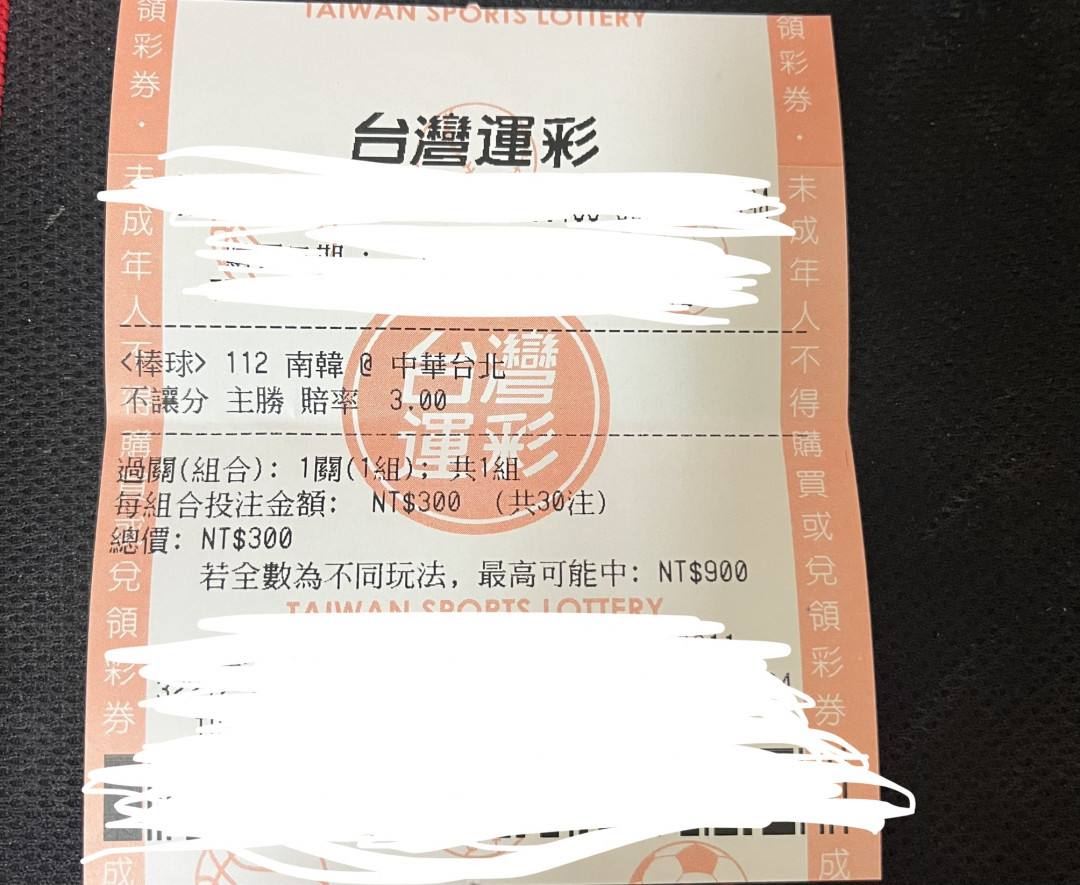 TAIWAN SPORTS LOTTERY
台灣運彩
台灣
運彩
<棒球> 112 南韓 @ 中華台北
不讓分 主勝 賠率 3.00
過關(組合): 1關(1組); 共1組
每組合投注金額: NT$300 (共30注)
總價: NT$300
若全數為不同玩法, 最高可能中: NT$900
TAIWAN SPORTS LOTTERY
領彩券．未成年人不得購買或兌領彩券
成
領彩券．未成年人不得購買或兌領彩券
成